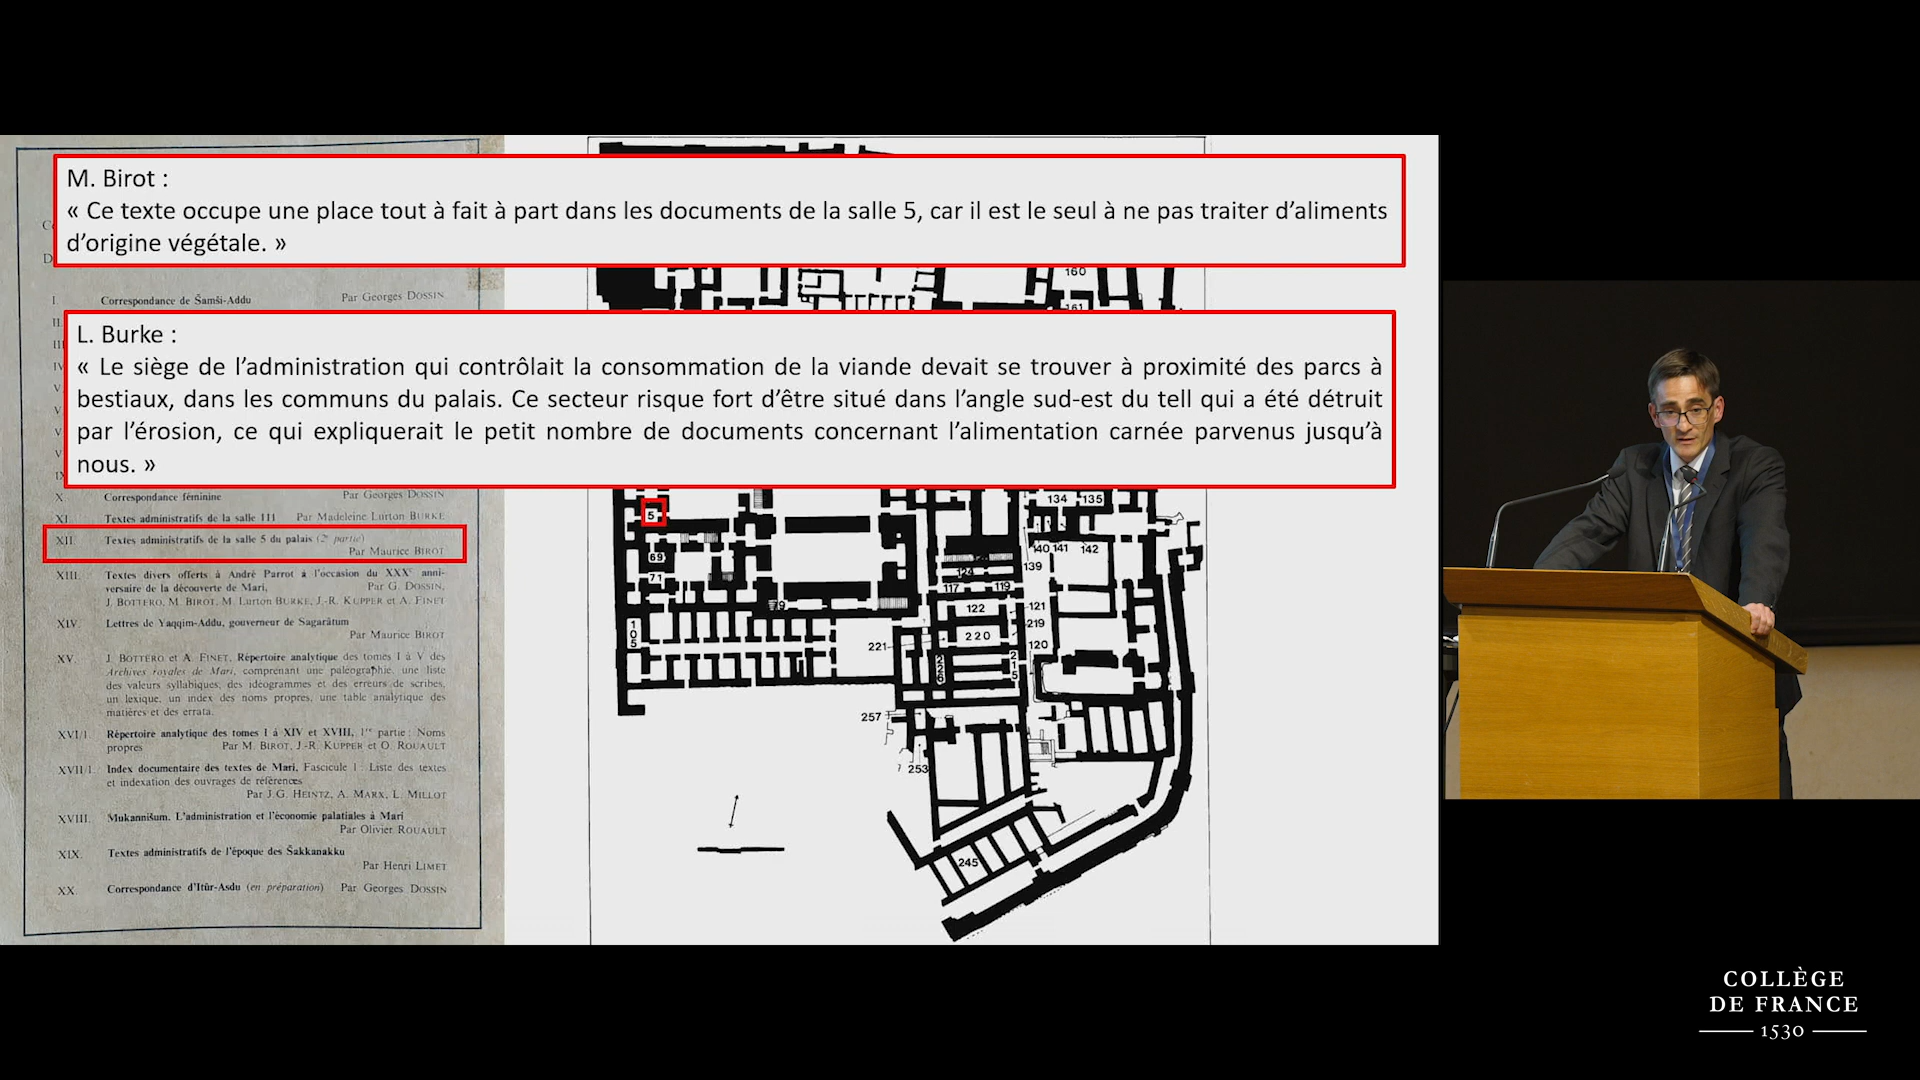 M. Birot :
« Ce texte occupe une place tout à fait à part dans les documents de la salle 5, car il est le seul à ne pas traiter d’aliments
d’origine végétale. »
I. Correspondance de Šamši-Addu Par Georges DOSSIN
L. Burke :
« Le siège de l’administration qui contrôlait la consommation de la viande devait se trouver à proximité des parcs à
bestiaux, dans les communs du palais. Ce secteur risque fort d’être situé dans l’angle sud-est du tell qui a été détruit
par l’érosion, ce qui expliquerait le petit nombre de documents concernant l’alimentation carnée parvenus jusqu’à
nous. »
X. Correspondance féminine Par Georges DOSSIN
XI. Textes administratifs de la salle 111 Par Madeleine Lurton BURKE
XII. Textes administratifs de la salle 5 du palais (2e partie)
Par Maurice BIROT
XIII. Textes divers offerts à André Parrot à l'occasion du XXXe anni-
versaire de la découverte de Mari, Par G. DOSSIN,
J. BOTTERO, M. BIROT, M. Lurton BURKE, J.-R. KUPPER et A. FINET
XIV. Lettres de Yaqqim-Addu, gouverneur de Sagarâtum
Par Maurice BIROT
XV. J. BOTTERO et A. FINET, Répertoire analytique des tomes I à V des
Archives royales de Mari, comprenant une paléographie, une liste
des valeurs syllabiques, des idéogrammes et des erreurs de scribes,
un lexique, un index des noms propres, une table analytique des
matières et des errata.
XVI/1. Répertoire analytique des tomes I à XIV et XVIII, 1re partie : Noms
propres Par M. BIROT, J.-R. KUPPER et O. ROUAULT
XVII/1. Index documentaire des textes de Mari, Fascicule I : Liste des textes
et indexation des ouvrages de références
Par J.G. HEINTZ, A. MARX, L. MILLOT
XVIII. Mukannišum. L'administration et l'économie palatiales à Mari
Par Olivier ROUAULT
XIX. Textes administratifs de l'époque des Šakkanakku
Par Henri LIMET
XX. Correspondance d'Itûr-Asdu (en préparation) Par Georges DOSSIN
160
161
134 135
5
140 141 142
69
139
124
71
117 119
79
122
121
105
219
220
221
120
226
215
257
253
245
COLLÈGE
DE FRANCE
1530